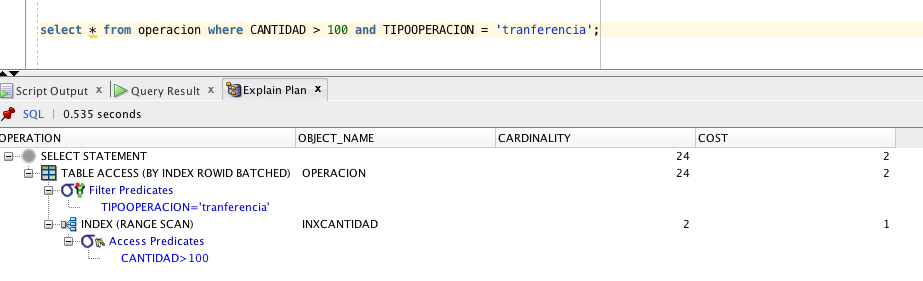 select * from operacion where CANTIDAD > 100 and TIPOOPERACION = 'tranferencia';
Script Output x Query Result x Explain Plan x
SQL | 0.535 seconds
OPERATION OBJECT_NAME CARDINALITY COST
SELECT STATEMENT 24 2
TABLE ACCESS (BY INDEX ROWID BATCHED) OPERACION 24 2
Filter Predicates
TIPOOPERACION='tranferencia'
INDEX (RANGE SCAN) INXCANTIDAD 2 1
Access Predicates
CANTIDAD>100